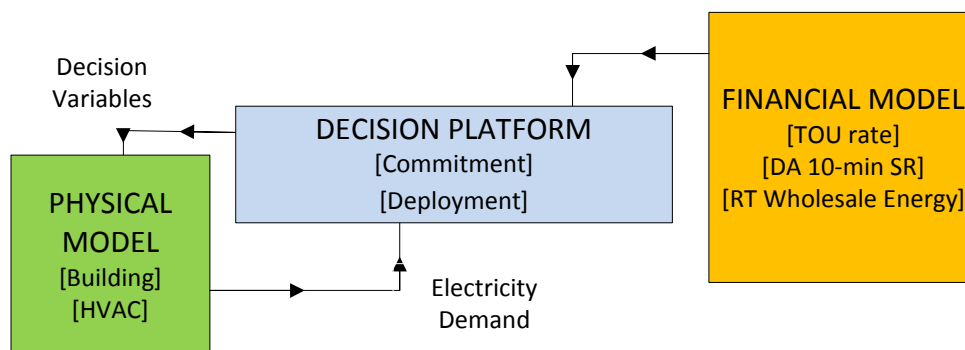 Decision
Variables
DECISION PLATFORM
[Commitment]
[Deployment]
FINANCIAL MODEL
[TOU rate]
[DA 10-min SR]
[RT Wholesale Energy]
PHYSICAL
MODEL
[Building]
[HVAC]
Electricity
Demand